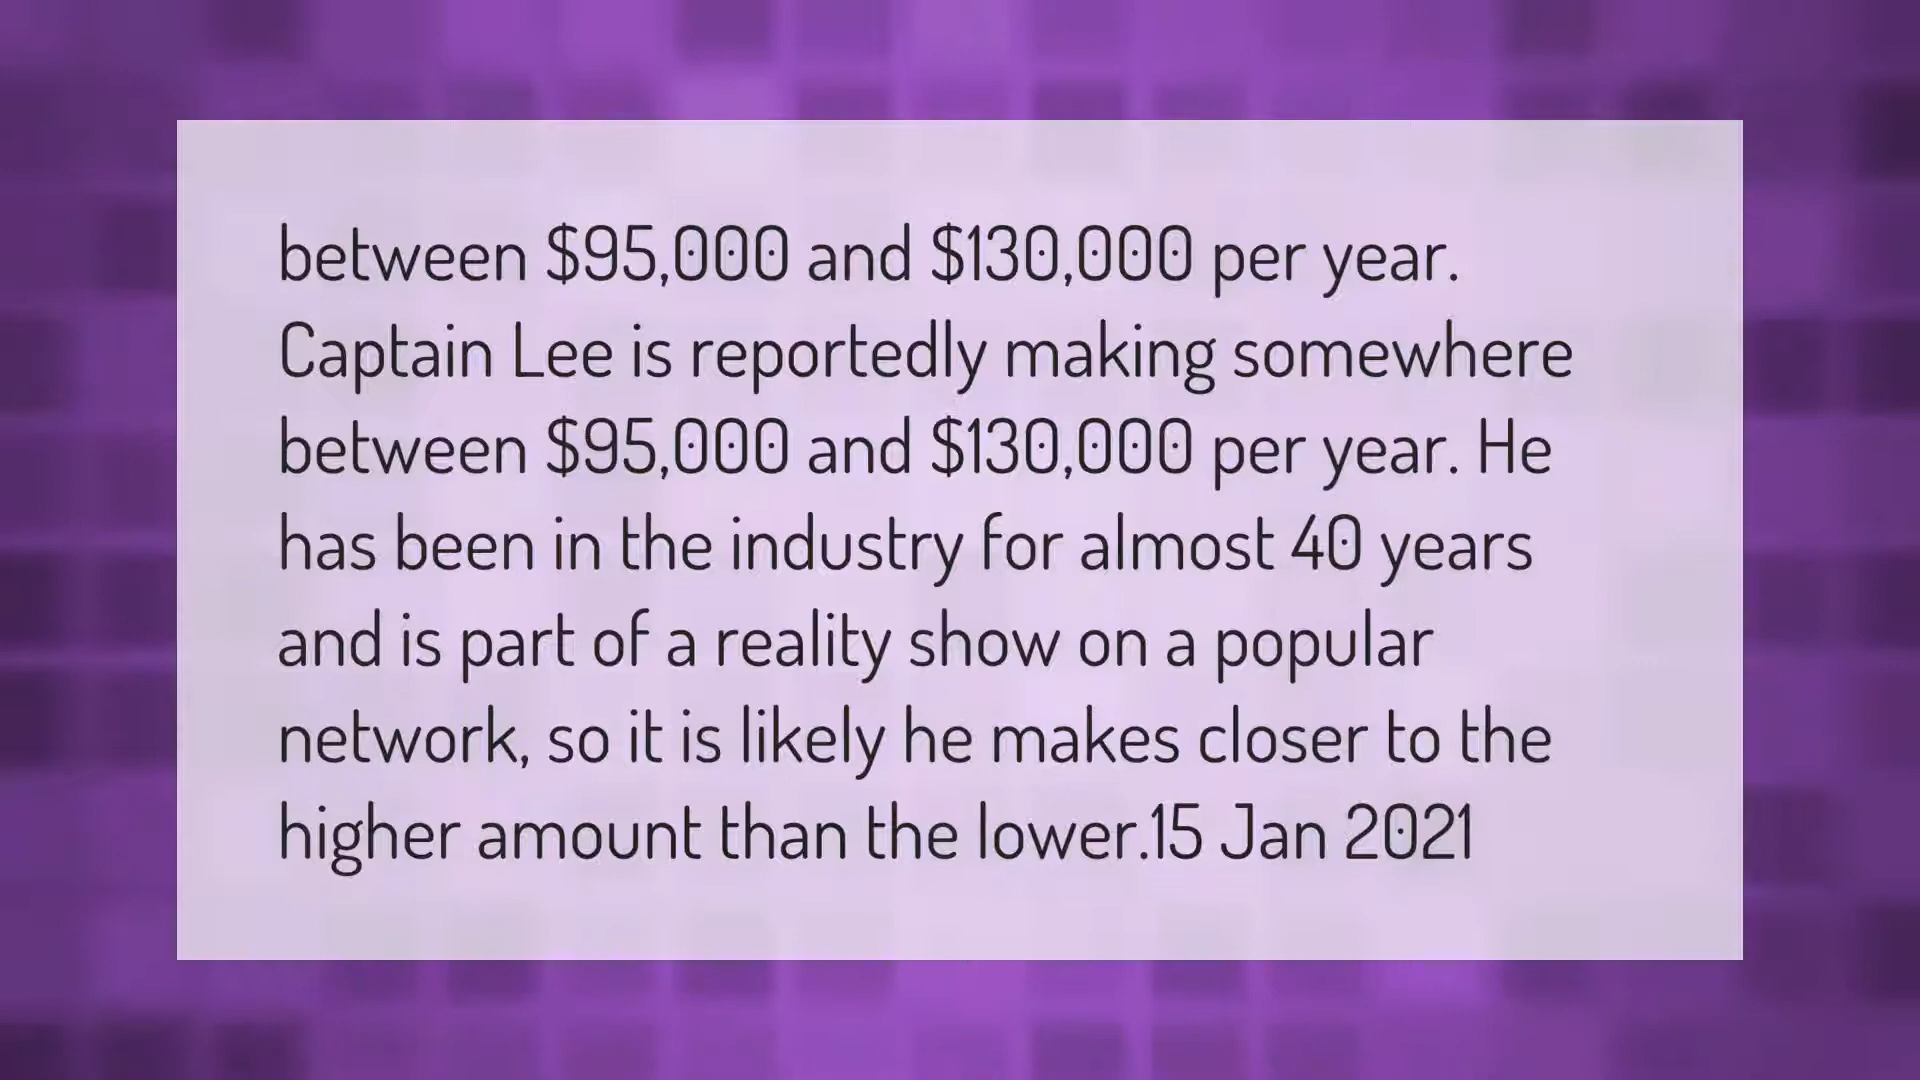 between $95,000 and $130,000 per year.
Captain Lee is reportedly making somewhere
between $95,000 and $130,000 per year. He
has been in the industry for almost 40 years
and is part of a reality show on a popular
network, so it is likely he makes closer to the
higher amount than the lower.15 Jan 2021